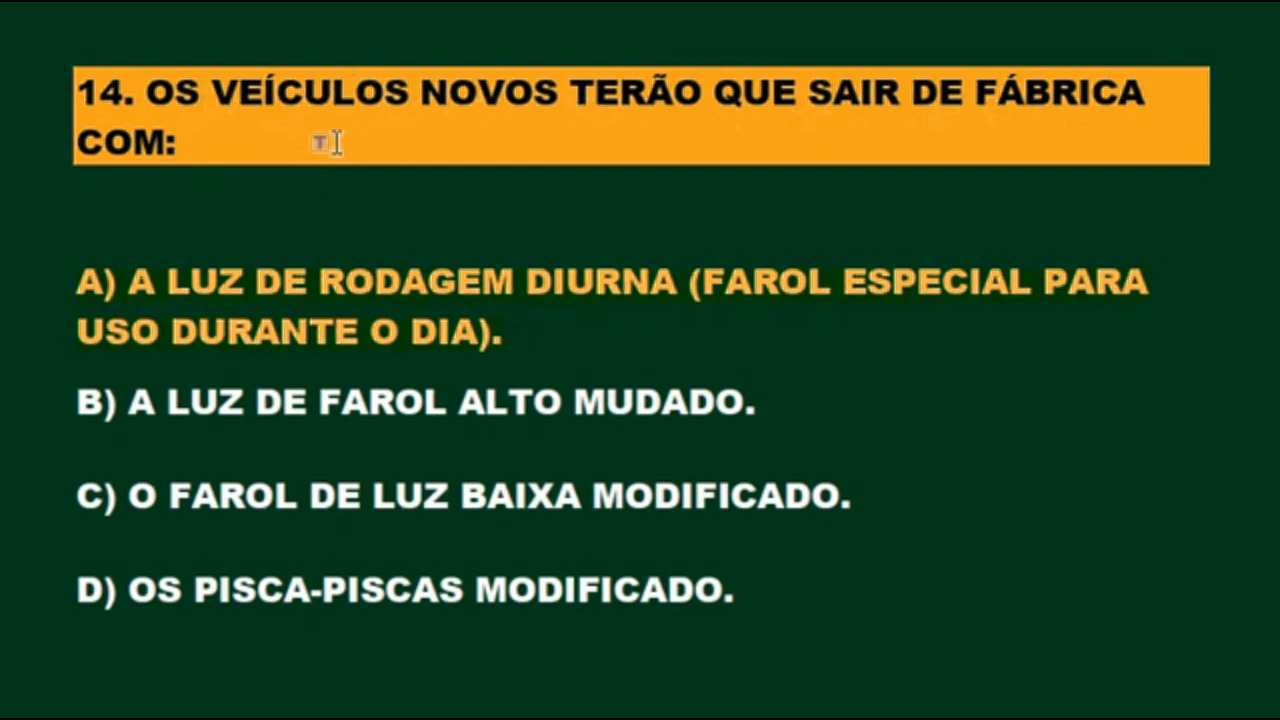 14. OS VEÍCULOS NOVOS TERÃO QUE SAIR DE FÁBRICA
COM:
A) A LUZ DE RODAGEM DIURNA (FAROL ESPECIAL PARA
USO DURANTE O DIA).
B) A LUZ DE FAROL ALTO MUDADO.
C) O FAROL DE LUZ BAIXA MODIFICADO.
D) OS PISCA-PISCAS MODIFICADO.